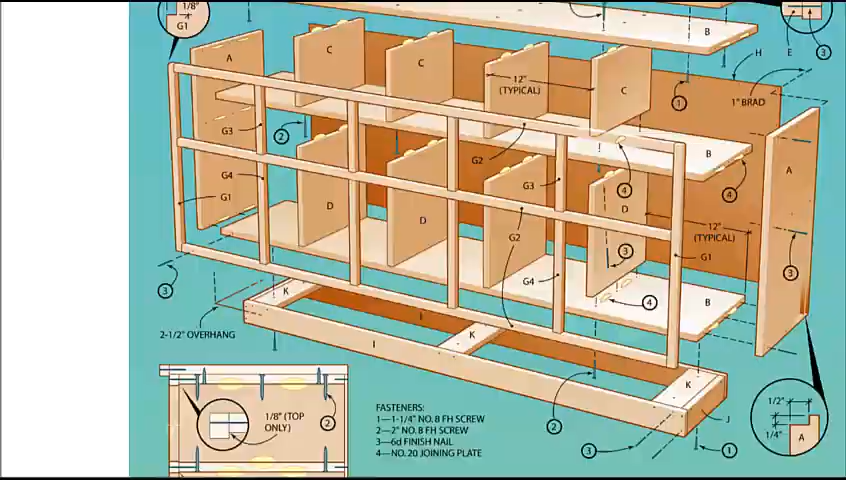 1/8"
G1
A
C
C
12"
(TYPICAL)
C
B
H
E
3
1
1" BRAD
G3
2
G2
G3
4
B
4
A
G4
G1
D
D
G2
D
12"
(TYPICAL)
3
G1
3
3
K
G4
4
B
2-1/2" OVERHANG
I
I
K
K
J
1/8" (TOP
ONLY)
2
FASTENERS:
1—1-1/4" NO. 8 FH SCREW
2—2" NO. 8 FH SCREW
3—6d FINISH NAIL
4—NO. 20 JOINING PLATE
2
3
1
1/2"
1/4"
A